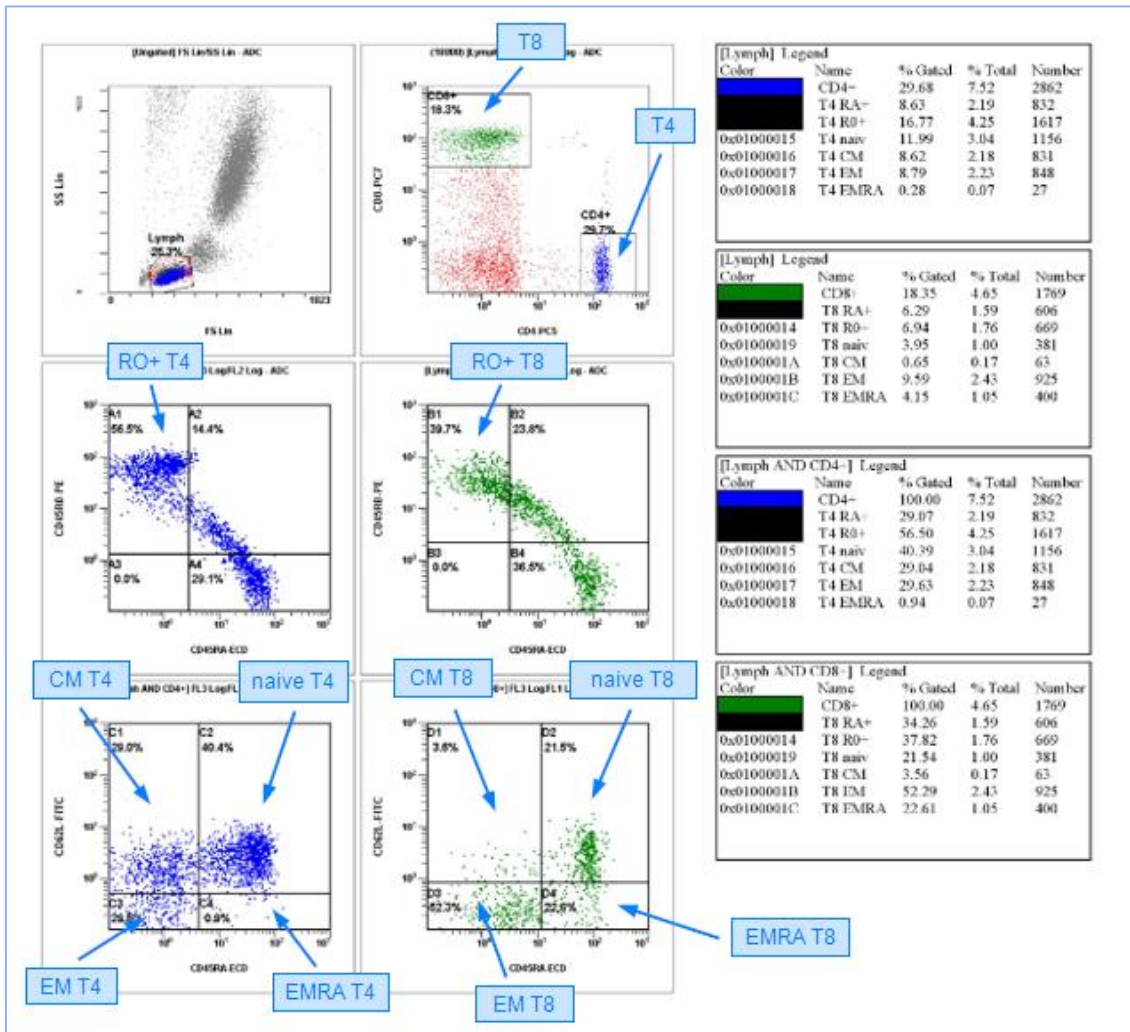 [Ungated] FS Lin/SS Lin - ADC
SS Lin
Lymph
25.3%
0
1023
FS Lin
T8
T4
CD8+
18.3%
CD4+
29.7%
CD4-PC5
RO+ T4
RO+ T8
A1
56.5%
A2
14.4%
A3
0.0%
A4
29.1%
CD45RA-ECD
B1
39.7%
B2
23.8%
B3
0.0%
B4
36.5%
CD45RA-ECD
CM T4
naive T4
CM T8
naive T8
C1
29.0%
C2
40.4%
C3
C4
0.9%
CD62L-FITC
CD45RA-ECD
D1
3.6%
D2
21.5%
D3
52.3%
D4
22.6%
CD62L-FITC
CD45RA-ECD
EM T4
EMRA T4
EM T8
EMRA T8
[Lymph] Legend
Color Name % Gated % Total Number
CD4- 29.68 7.52 2862
T4 RA+ 8.63 2.19 832
T4 R0+ 16.77 4.25 1617
0x01000015 T4 naiv 11.99 3.04 1156
0x01000016 T4 CM 8.62 2.18 831
0x01000017 T4 EM 8.79 2.23 848
0x01000018 T4 EMRA 0.28 0.07 27
[Lymph] Legend
Color Name % Gated % Total Number
CD8+ 18.35 4.65 1769
T8 RA+ 6.29 1.59 606
0x01000014 T8 R0- 6.94 1.76 669
0x01000019 T8 naiv 3.95 1.00 381
0x0100001A T8 CM 0.65 0.17 63
0x0100001B T8 EM 9.59 2.43 925
0x0100001C T8 EMRA 4.15 1.05 400
[Lymph AND CD4-] Legend
Color Name % Gated % Total Number
CD4- 100.00 7.52 2862
T4 RA- 29.07 2.19 832
T4 R0+ 56.50 4.25 1617
0x01000015 T4 naiv 40.39 3.04 1156
0x01000016 T4 CM 29.04 2.18 831
0x01000017 T4 EM 29.63 2.23 848
0x01000018 T4 EMRA 0.94 0.07 27
[Lymph AND CD8-] Legend
Color Name % Gated % Total Number
CD8+ 100.00 4.65 1769
T8 RA+ 34.26 1.59 606
0x01000014 T8 R0- 37.82 1.76 669
0x01000019 T8 naiv 21.54 1.00 381
0x0100001A T8 CM 3.56 0.17 63
0x0100001B T8 EM 52.29 2.43 925
0x0100001C T8 EMRA 22.61 1.05 400